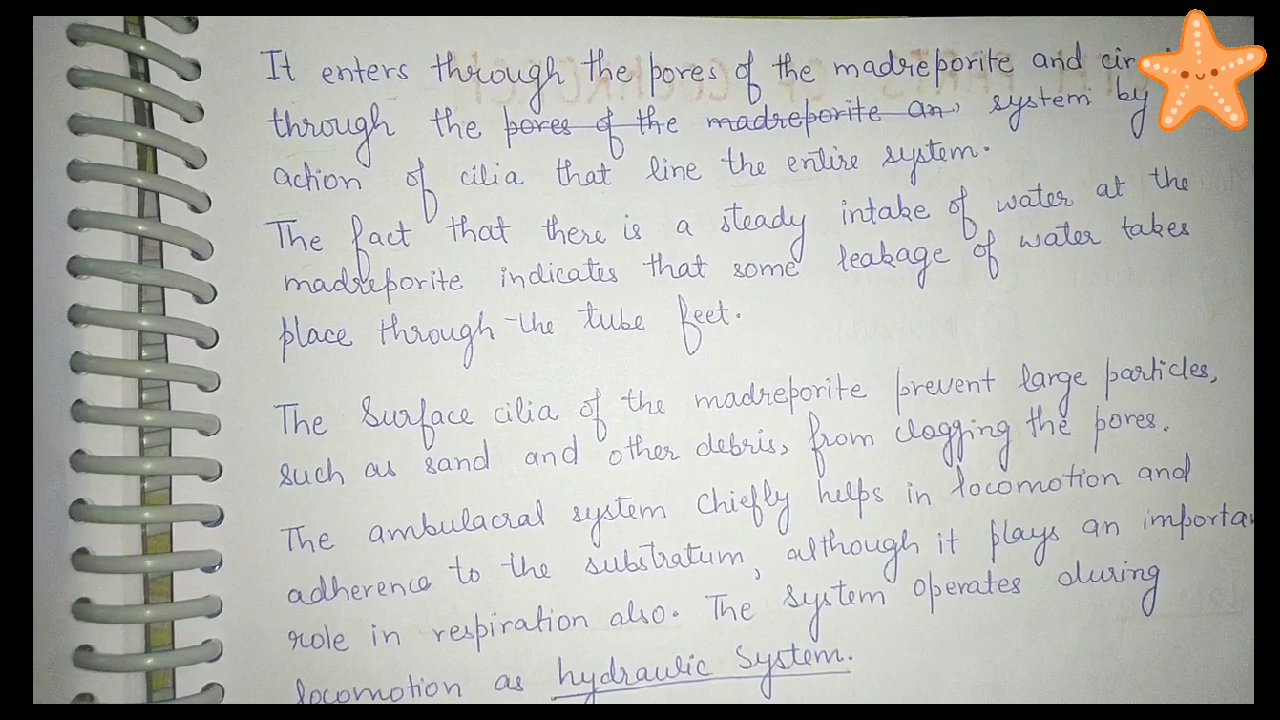 It enters through the pores of the madreporite and
through the pores of the madreporite an system by
action of cilia that line the entire system.
The fact that there is a steady intake of water at the
madreporite indicates that some leakage of water takes
place through the tube feet.
The Surface cilia of the madreporite prevent large particles,
such as sand and other debris, from clogging the pores.
The ambulacral system Chiefly helps in locomotion and
adherence to the substratum, although it plays an importan
role in respiration also. The system operates during
locomotion as hydraulic System.